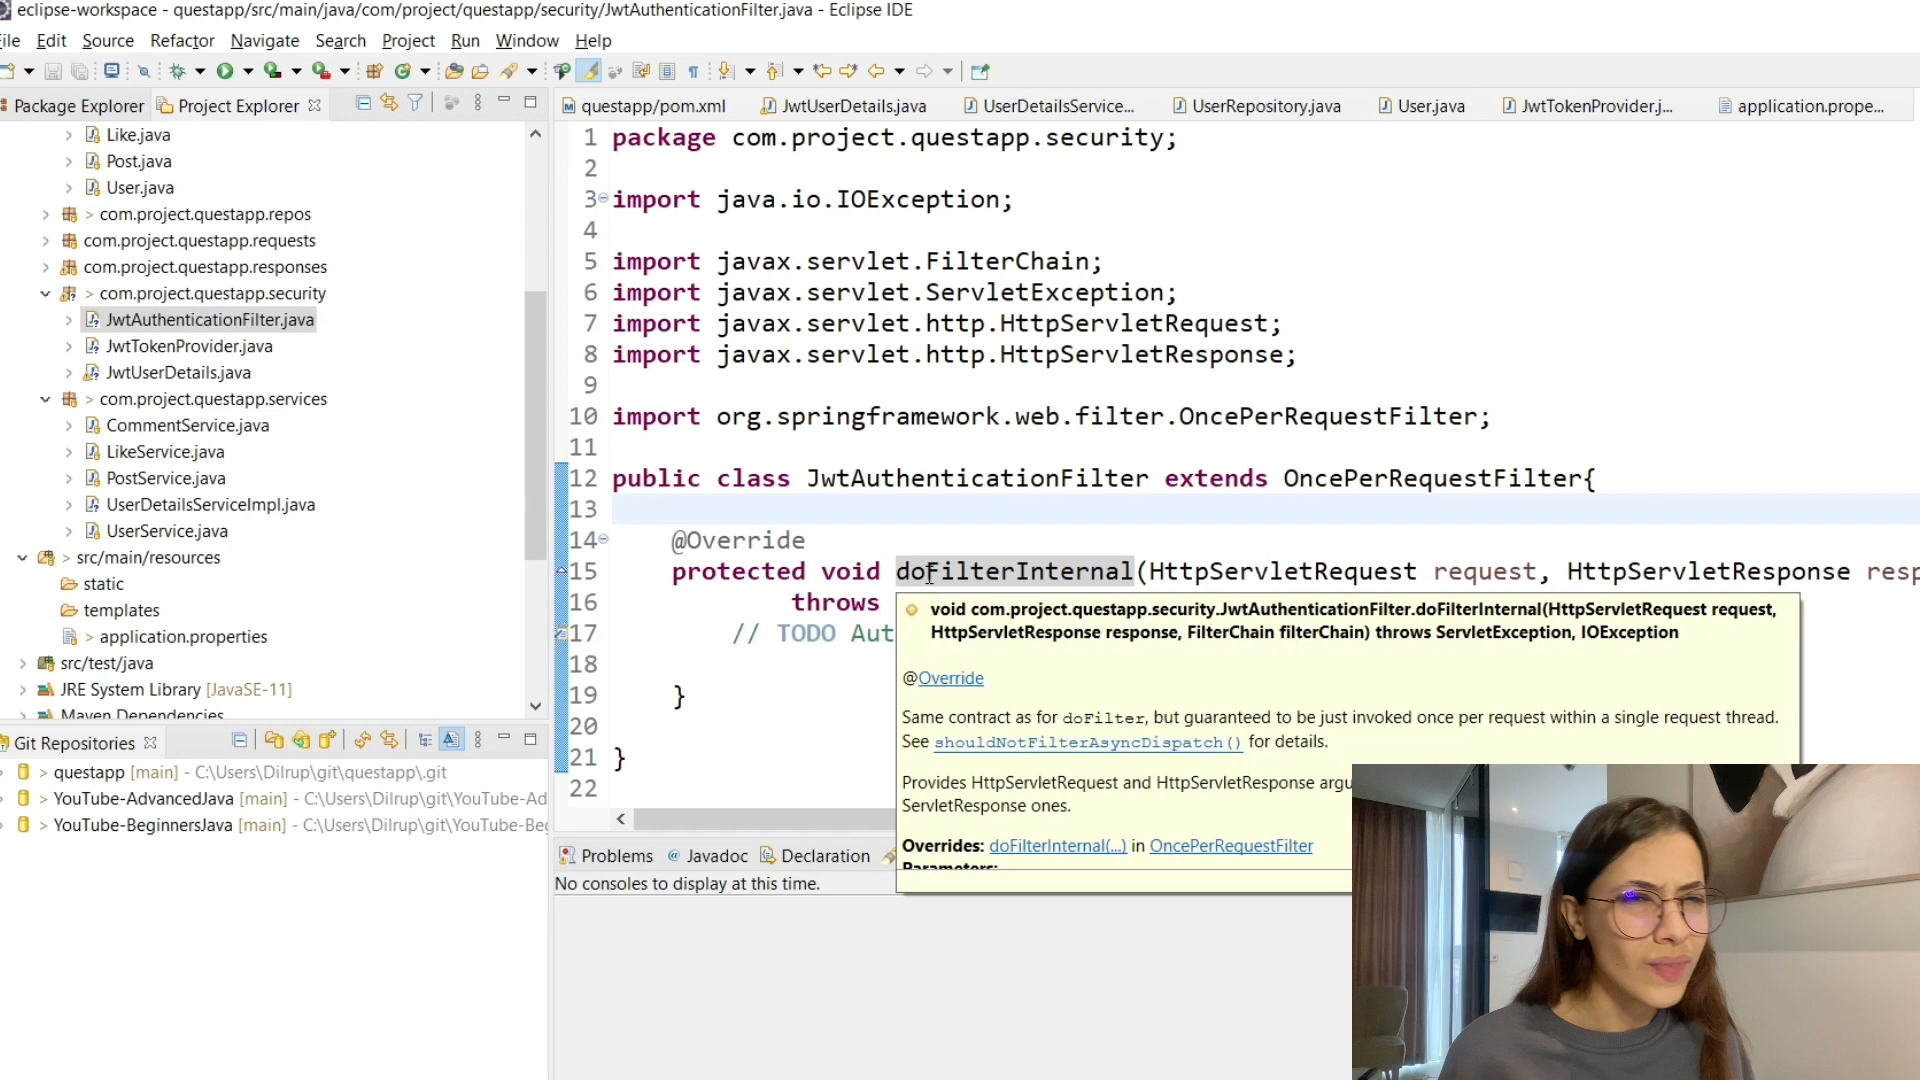 eclipse-workspace - questapp/src/main/java/com/project/questapp/security/JwtAuthenticationFilter.java - Eclipse IDE
File Edit Source Refactor Navigate Search Project Run Window Help
Package Explorer Project Explorer
Like.java
Post.java
User.java
> com.project.questapp.repos
com.project.questapp.requests
com.project.questapp.responses
> com.project.questapp.security
JwtAuthenticationFilter.java
JwtTokenProvider.java
JwtUserDetails.java
> com.project.questapp.services
CommentService.java
LikeService.java
PostService.java
UserDetailsServiceImpl.java
UserService.java
> src/main/resources
static
templates
> application.properties
src/test/java
JRE System Library [JavaSE-11]
Maven Dependencies
Git Repositories
> questapp [main] - C:\Users\Dilrup\git\questapp\.git
> YouTube-AdvancedJava [main] - C:\Users\Dilrup\git\YouTube-Ad
> YouTube-BeginnersJava [main] - C:\Users\Dilrup\git\YouTube-Beg
questapp/pom.xml JwtUserDetails.java UserDetailsService... UserRepository.java User.java JwtTokenProvider.j... application.prope...
1 package com.project.questapp.security;
2
3 import java.io.IOException;
4
5 import javax.servlet.FilterChain;
6 import javax.servlet.ServletException;
7 import javax.servlet.http.HttpServletRequest;
8 import javax.servlet.http.HttpServletResponse;
9
10 import org.springframework.web.filter.OncePerRequestFilter;
11
12 public class JwtAuthenticationFilter extends OncePerRequestFilter{
13
14 @Override
15 protected void doFilterInternal(HttpServletRequest request, HttpServletResponse resp
16 throws
17 // TODO Aut
18
19 }
20
21 }
22
void com.project.questapp.security.JwtAuthenticationFilter.doFilterInternal(HttpServletRequest request,
HttpServletResponse response, FilterChain filterChain) throws ServletException, IOException
@Override
Same contract as for doFilter, but guaranteed to be just invoked once per request within a single request thread.
See shouldNotFilterAsyncDispatch() for details.
Provides HttpServletRequest and HttpServletResponse argu
ServletResponse ones.
Overrides: doFilterInternal(...) in OncePerRequestFilter
Parameters:
Problems @ Javadoc Declaration
No consoles to display at this time.